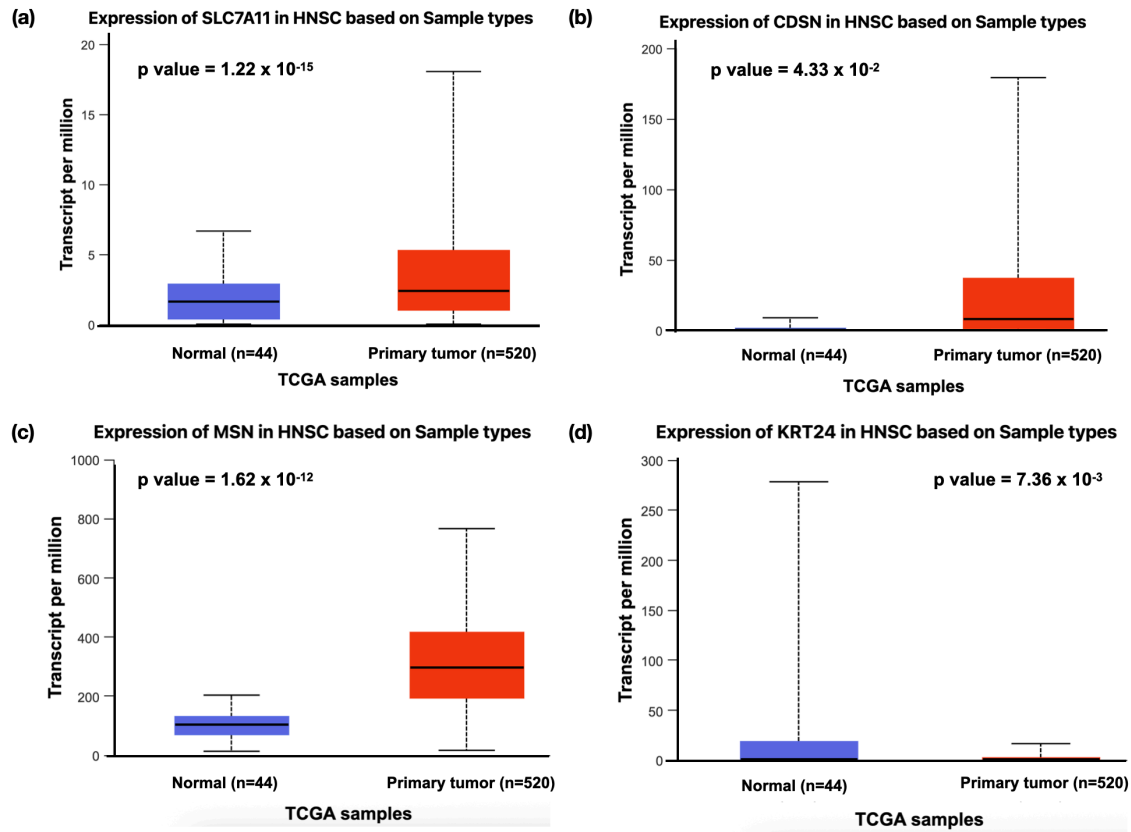 (a)
Expression of SLC7A11 in HNSC based on Sample types
p value = 1.22 x 10-15
Transcript per million
20
15
10
5
0
Normal (n=44)
Primary tumor (n=520)
TCGA samples
(b)
Expression of CDSN in HNSC based on Sample types
p value = 4.33 x 10-2
Transcript per million
200
150
100
50
0
Normal (n=44)
Primary tumor (n=520)
TCGA samples
(c)
Expression of MSN in HNSC based on Sample types
p value = 1.62 x 10-12
Transcript per million
1000
800
600
400
200
0
Normal (n=44)
Primary tumor (n=520)
TCGA samples
(d)
Expression of KRT24 in HNSC based on Sample types
p value = 7.36 x 10-3
Transcript per million
300
250
200
150
100
50
0
Normal (n=44)
Primary tumor (n=520)
TCGA samples